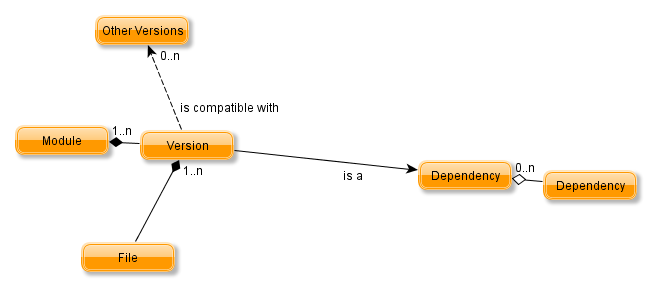 Other Versions
0..n
is compatible with
Module
1..n
Version
1..n
is a
Dependency
0..n
Dependency
File